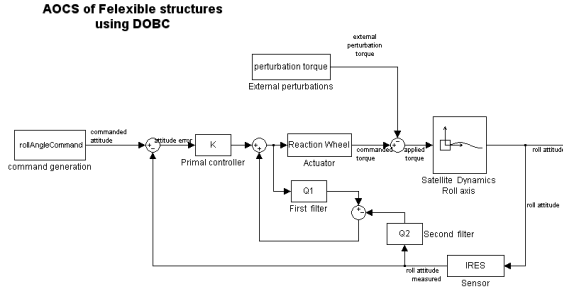 AOCS of Felexible structures
using DOBC
external
perturbation
torque
perturbation torque
External perturbations
rollAngleCommand
command generation
commanded
attitude
attitude error
K
Primal controller
Reaction Wheel
Actuator
commanded
torque
applied
torque
Satellite Dynamics
Roll axis
roll attitude
Q1
First filter
Q2
Second filter
roll attitude
roll attitude
measured
IRES
Sensor